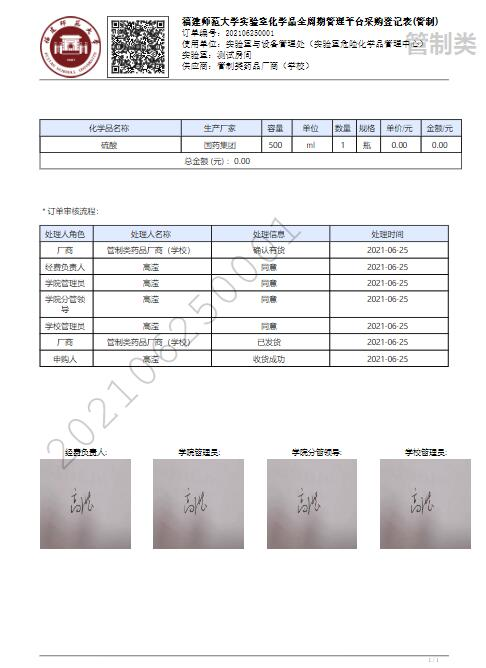 福建师范大学实验室化学品全周期管理平台采购登记表(管制)
订单编号：202106250001
使用单位：实验室与设备管理处（实验室危险化学品管理中心）
管制类
实验室：测试房间
供应商：管制类药品厂商（学校）
化学品名称 生产厂家 容量 单位 数量 规格 单价/元 金额/元
硫酸 国药集团 500 ml 1 瓶 0.00 0.00
总金额 (元)：0.00
*订单审核流程：
处理人角色 处理人名称 处理信息 处理时间
厂商 管制类药品厂商（学校） 确认有货 2021-06-25
经费负责人 高滢 同意 2021-06-25
学院管理员 高滢 同意 2021-06-25
学院分管领导 高滢 同意 2021-06-25
学校管理员 高滢 同意 2021-06-25
厂商 管制类药品厂商（学校） 已发货 2021-06-25
申购人 高滢 收货成功 2021-06-25
202106250001
经费负责人: 学院管理员: 学院分管领导: 学校管理员:
高滢 高滢 高滢 高滢
1 / 1